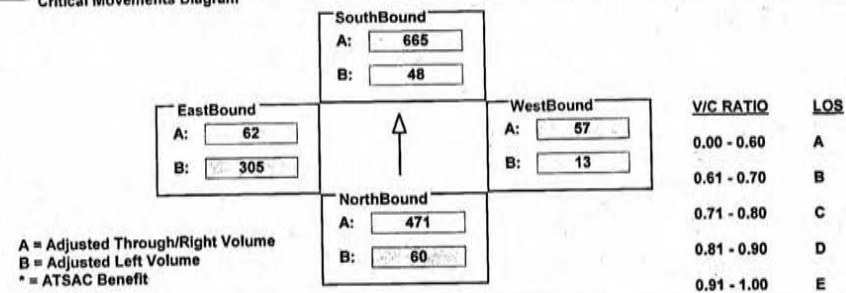 Critical Movements Diagram
SouthBound
A: 665
B: 48
EastBound
A: 62
B: 305
WestBound
A: 57
B: 13
NorthBound
A: 471
B: 60
A = Adjusted Through/Right Volume
B = Adjusted Left Volume
* = ATSAC Benefit
V/C RATIO LOS
0.00 - 0.60 A
0.61 - 0.70 B
0.71 - 0.80 C
0.81 - 0.90 D
0.91 - 1.00 E